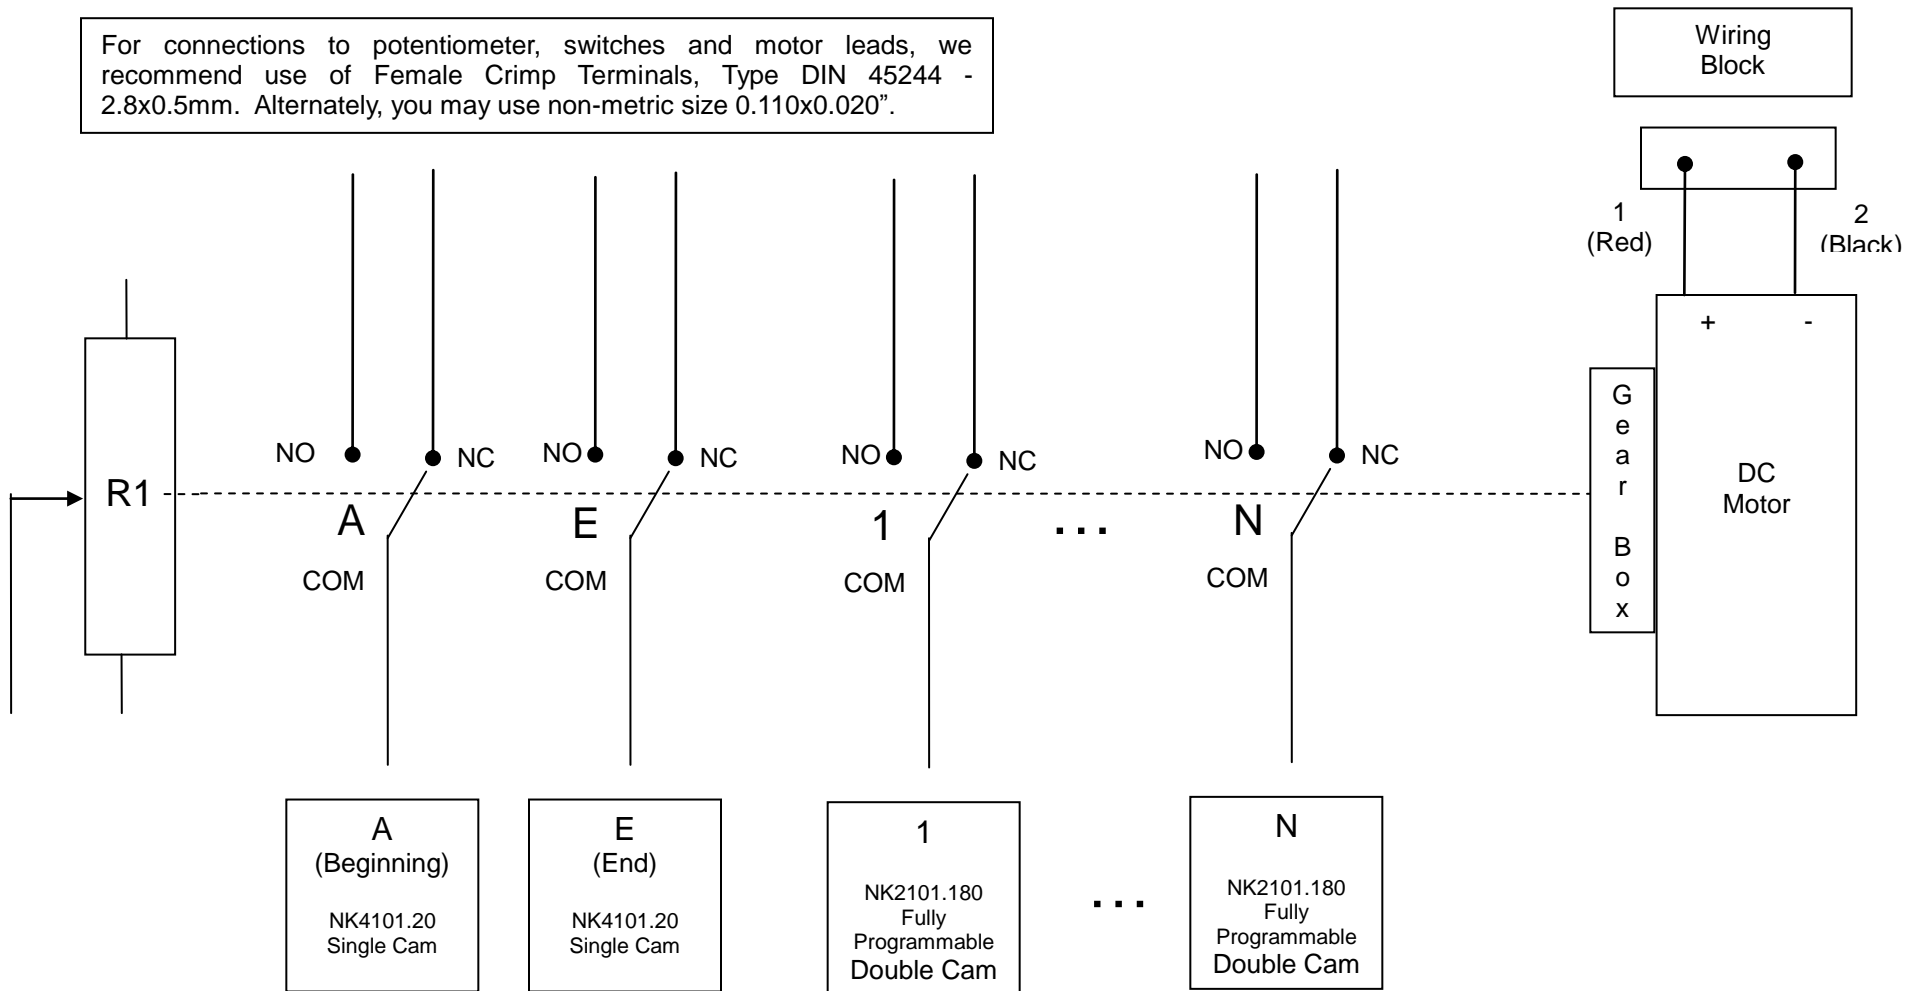 For connections to potentiometer, switches and motor leads, we
recommend use of Female Crimp Terminals, Type DIN 45244 -
2.8x0.5mm. Alternately, you may use non-metric size 0.110x0.020”.
Wiring
Block
1
(Red)
2
(Black)
+ -
NO NC
NO NC
NO NC
NO NC
R1
A
E
1
...
N
COM
COM
COM
COM
G
e
a
r
B
o
x
DC
Motor
A
(Beginning)
NK4101.20
Single Cam
E
(End)
NK4101.20
Single Cam
1
NK2101.180
Fully
Programmable
Double Cam
...
N
NK2101.180
Fully
Programmable
Double Cam